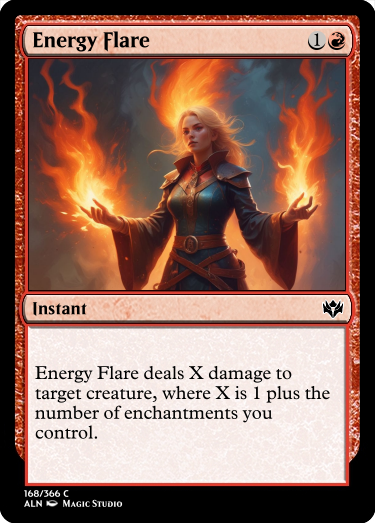 Energy Flare 1
Instant
Energy Flare deals X damage to
target creature, where X is 1 plus the
number of enchantments you
control.
168/366 C
ALN Magic Studio